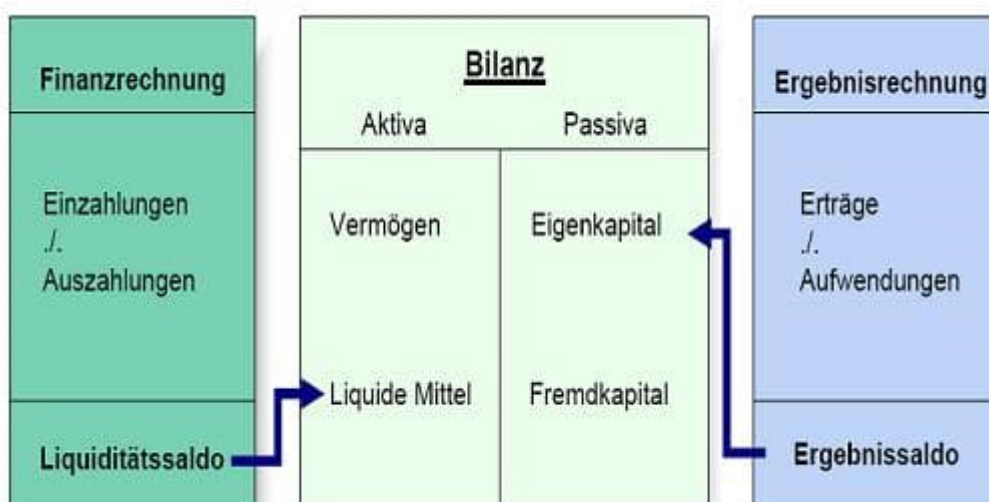 Finanzrechnung
Einzahlungen
./.
Auszahlungen
Liquiditätssaldo
Bilanz
Aktiva Passiva
Vermögen Eigenkapital
Liquide Mittel Fremdkapital
Ergebnisrechnung
Erträge
./.
Aufwendungen
Ergebnissaldo